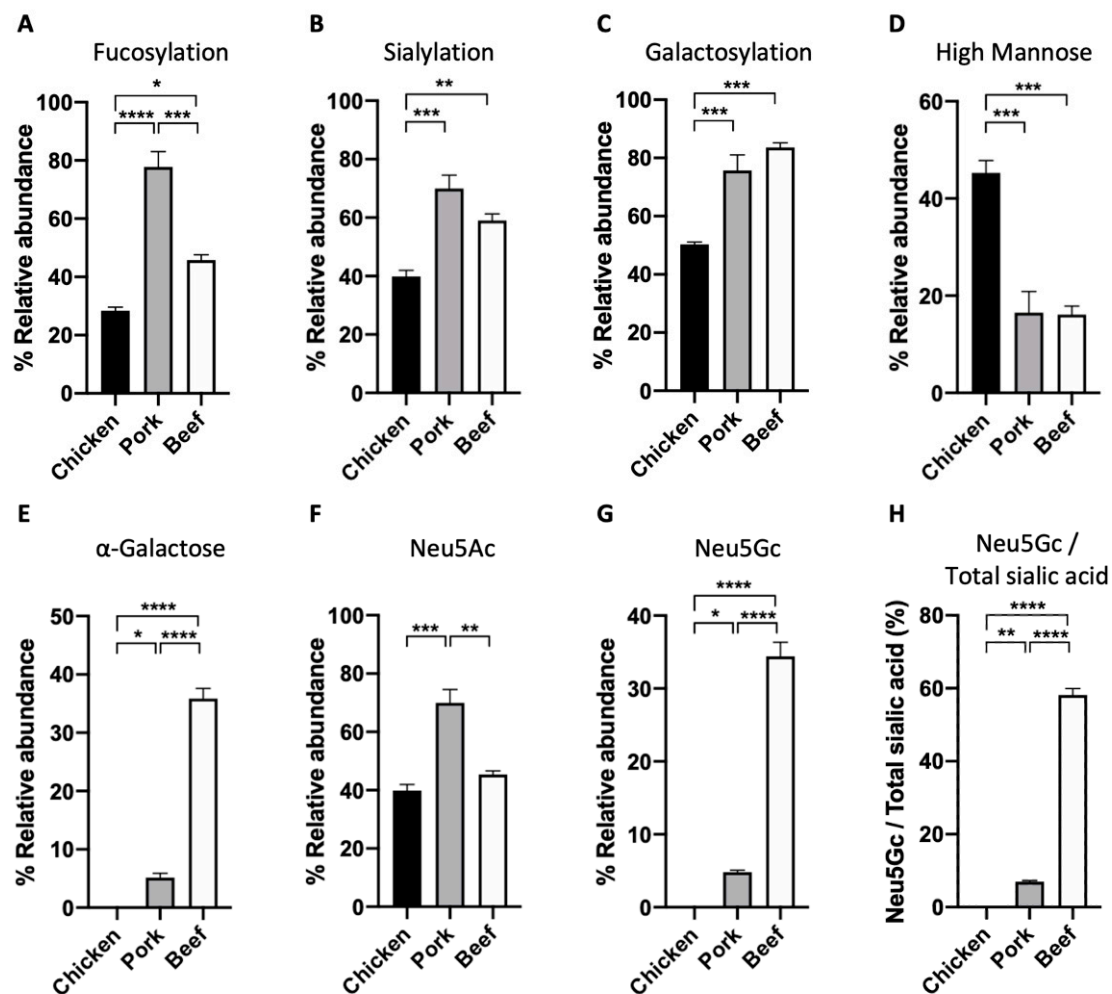 A
Fucosylation
% Relative abundance
100
80
60
40
20
0
*
**** ***
Chicken
Pork
Beef
B
Sialylation
% Relative abundance
100
80
60
40
20
0
**
***
Chicken
Pork
Beef
C
Galactosylation
% Relative abundance
100
80
60
40
20
0
***
***
Chicken
Pork
Beef
D
High Mannose
% Relative abundance
60
40
20
0
***
***
Chicken
Pork
Beef
E
α-Galactose
% Relative abundance
50
40
30
20
10
0
****
* ****
Chicken
Pork
Beef
F
Neu5Ac
% Relative abundance
100
80
60
40
20
0
*** **
Chicken
Pork
Beef
G
Neu5Gc
% Relative abundance
40
30
20
10
0
****
* ****
Chicken
Pork
Beef
H
Neu5Gc /
Total sialic acid
Neu5Gc / Total sialic acid (%)
80
60
40
20
0
****
** ****
Chicken
Pork
Beef